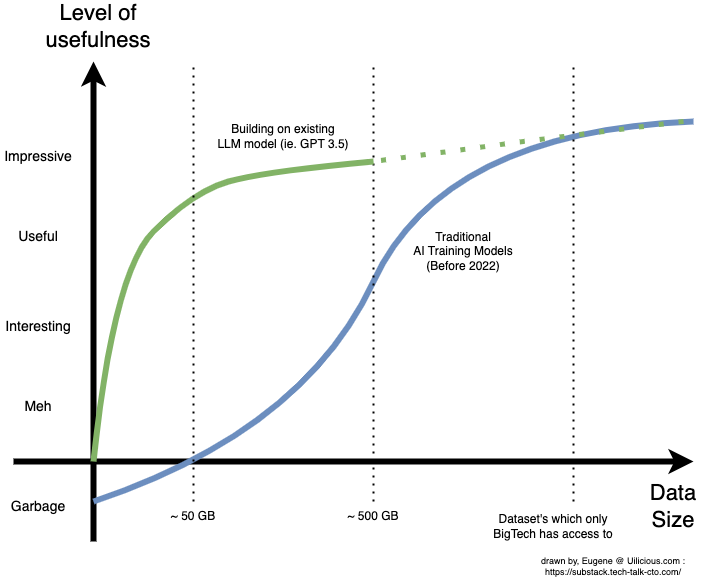 Level of
usefulness
Building on existing
LLM model (ie. GPT 3.5)
Impressive
Useful
Traditional
AI Training Models
(Before 2022)
Interesting
Meh
Garbage
Data
Size
~ 50 GB
~ 500 GB
Dataset's which only
BigTech has access to
drawn by, Eugene @ Uilicious.com :
https://substack.tech-talk-cto.com/